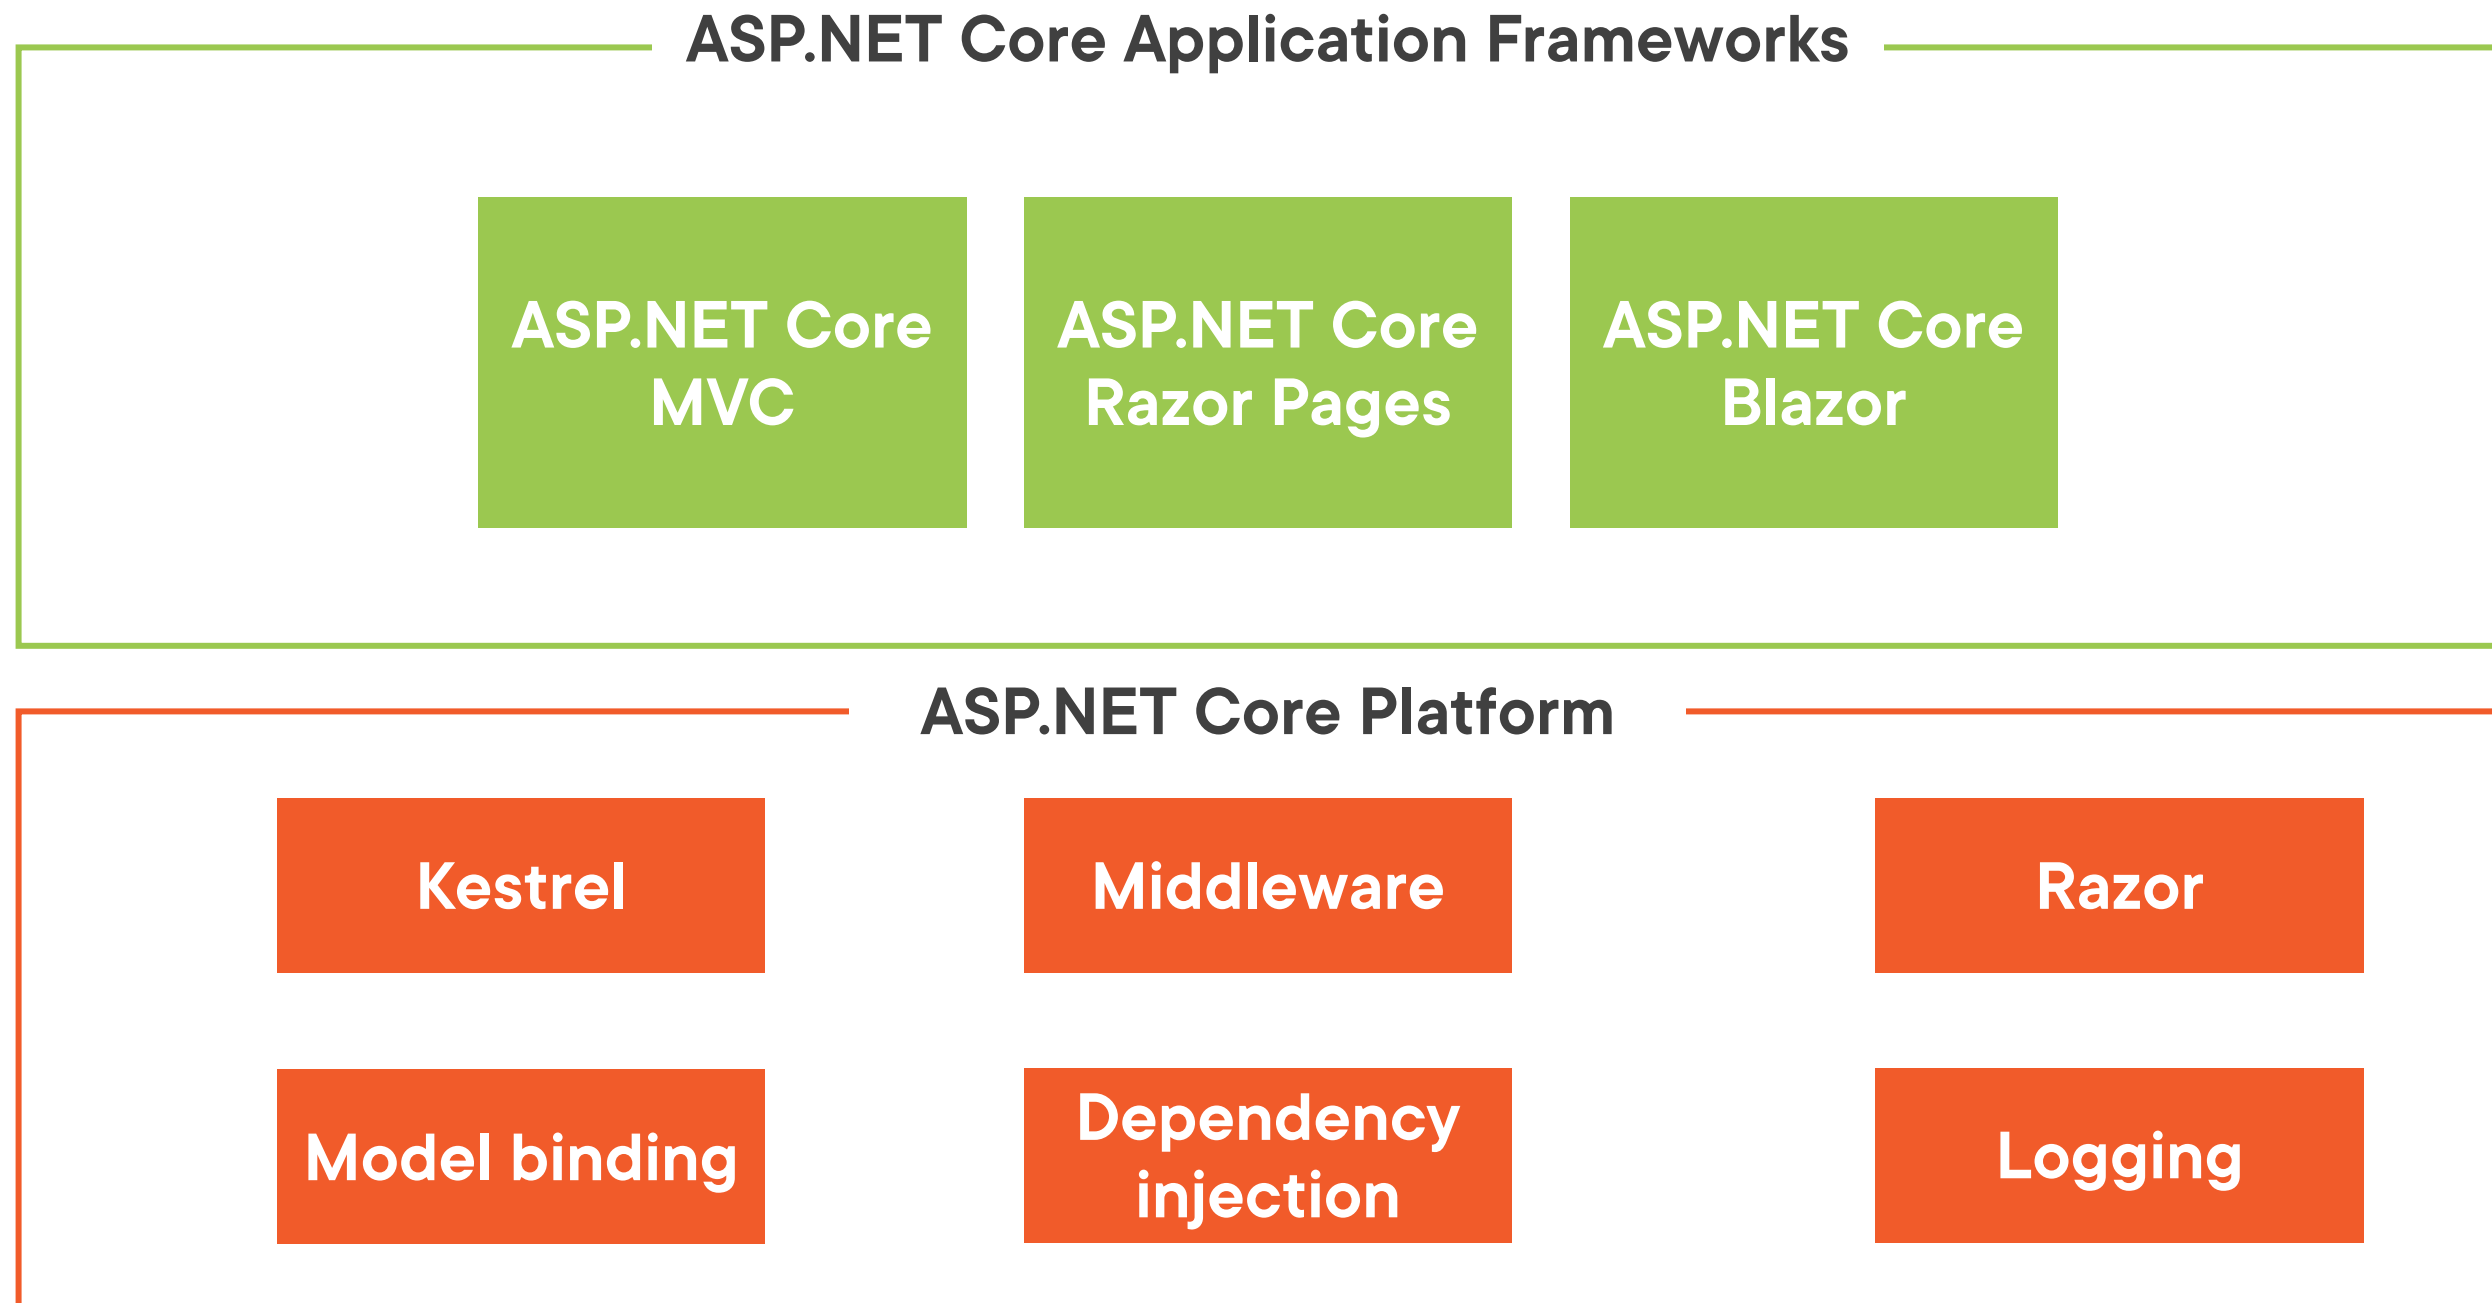 ASP.NET Core Application Frameworks
ASP.NET Core
MVC
ASP.NET Core
Razor Pages
ASP.NET Core
Blazor
ASP.NET Core Platform
Kestrel
Middleware
Razor
Model binding
Dependency
injection
Logging